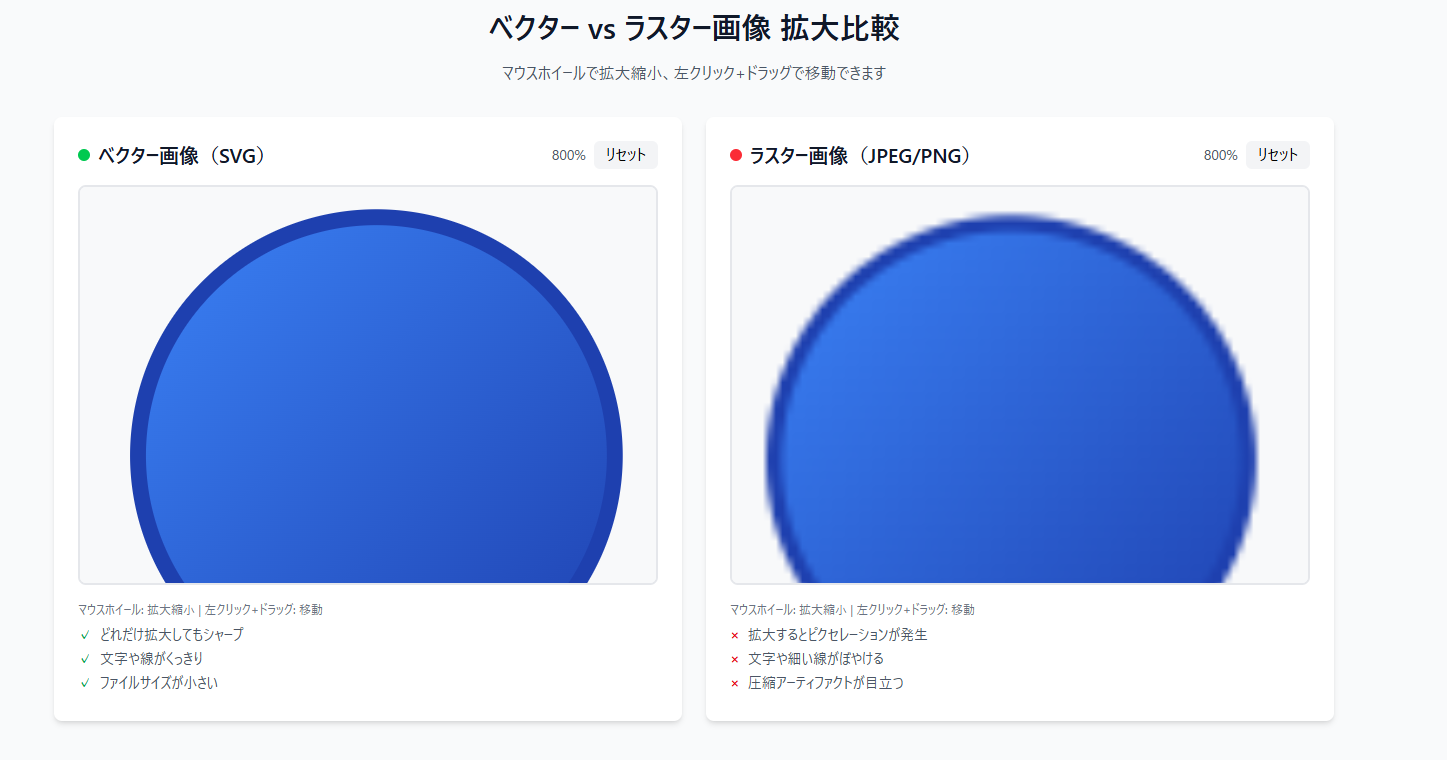 ベクター vs ラスター画像 拡大比較
マウスホイールで拡大縮小、左クリック+ドラッグで移動できます
ベクター画像（SVG）
800%
リセット
マウスホイール: 拡大縮小 | 左クリック+ドラッグ: 移動
✓ どれだけ拡大してもシャープ
✓ 文字や線がくっきり
✓ ファイルサイズが小さい
ラスター画像（JPEG/PNG）
800%
リセット
マウスホイール: 拡大縮小 | 左クリック+ドラッグ: 移動
× 拡大するとピクセレーションが発生
× 文字や細い線がぼやける
× 圧縮アーティファクトが目立つ